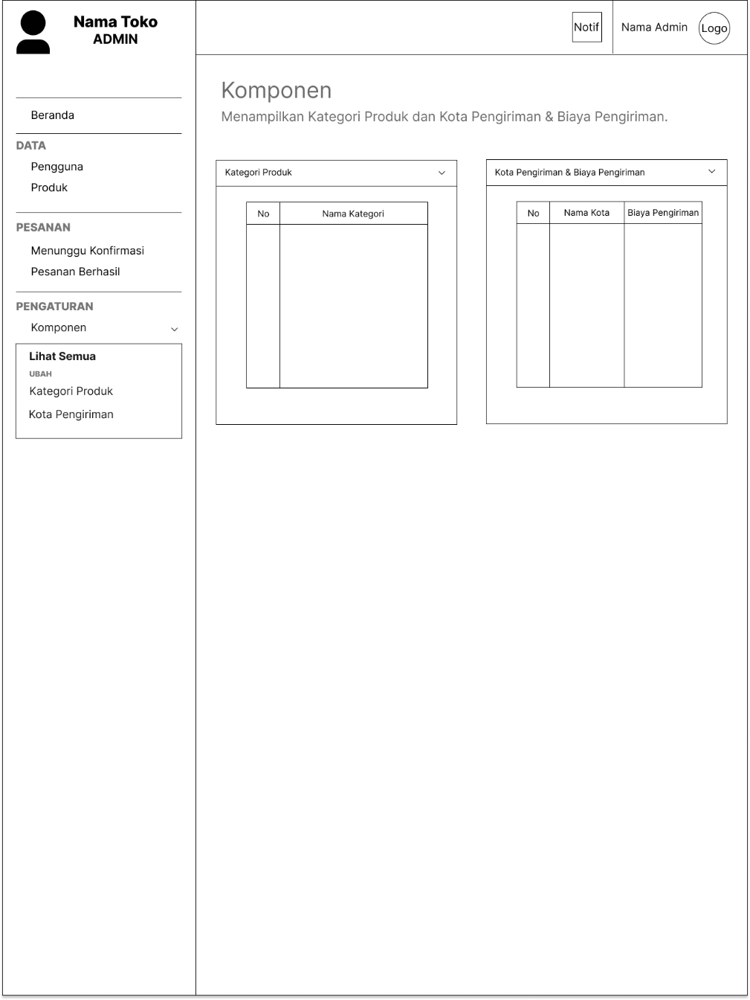 Nama Toko
ADMIN
Notif
Nama Admin
Logo
Beranda
DATA
Pengguna
Produk
PESANAN
Menunggu Konfirmasi
Pesanan Berhasil
PENGATURAN
Komponen
Lihat Semua
UBAH
Kategori Produk
Kota Pengiriman
Komponen
Menampilkan Kategori Produk dan Kota Pengiriman & Biaya Pengiriman.
Kategori Produk
No Nama Kategori
Kota Pengiriman & Biaya Pengiriman
No Nama Kota Biaya Pengiriman